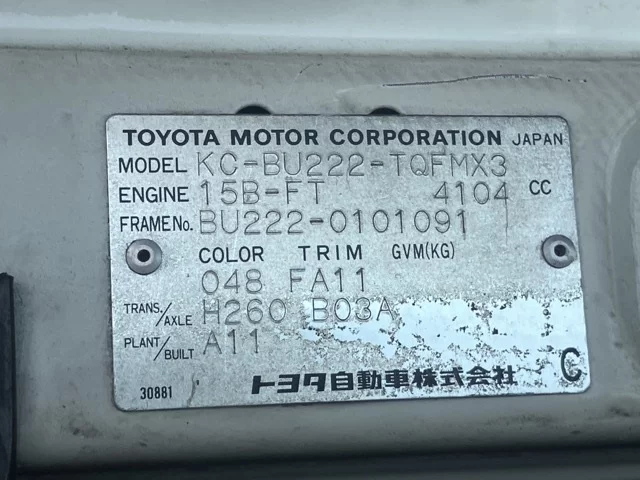 TOYOTA MOTOR CORPORATION JAPAN
MODEL KC-BU222-TQFMX3
ENGINE 15B-FT 4104 CC
FRAME No. BU222-0101091
COLOR TRIM GVM(KG)
048 FA11
TRANS./AXLE H260 B03A
PLANT/BUILT A11
30881 トヨタ自動車株式会社 C